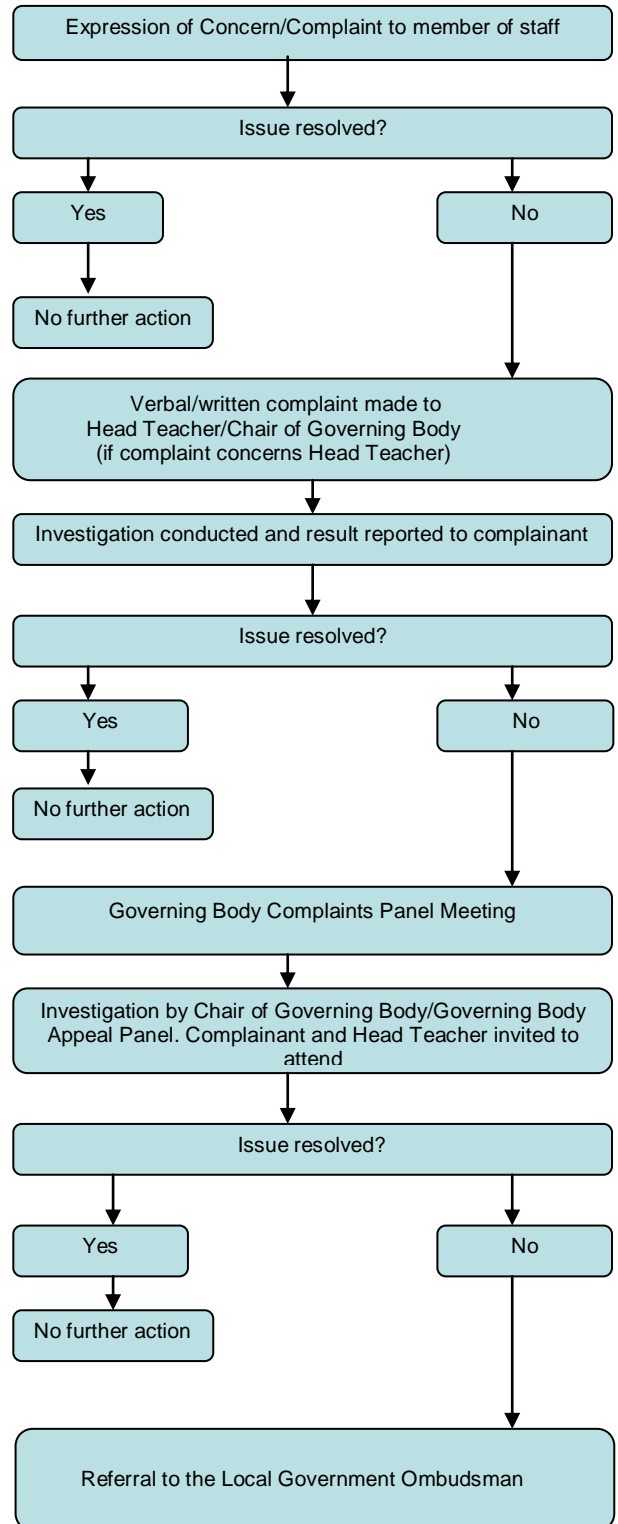 Expression of Concern/Complaint to member of staff
Issue resolved?
Yes
No
No further action
Verbal/written complaint made to
Head Teacher/Chair of Governing Body
(if complaint concerns Head Teacher)
Investigation conducted and result reported to complainant
Issue resolved?
Yes
No
No further action
Governing Body Complaints Panel Meeting
Investigation by Chair of Governing Body/Governing Body
Appeal Panel. Complainant and Head Teacher invited to
attend
Issue resolved?
Yes
No
No further action
Referral to the Local Government Ombudsman